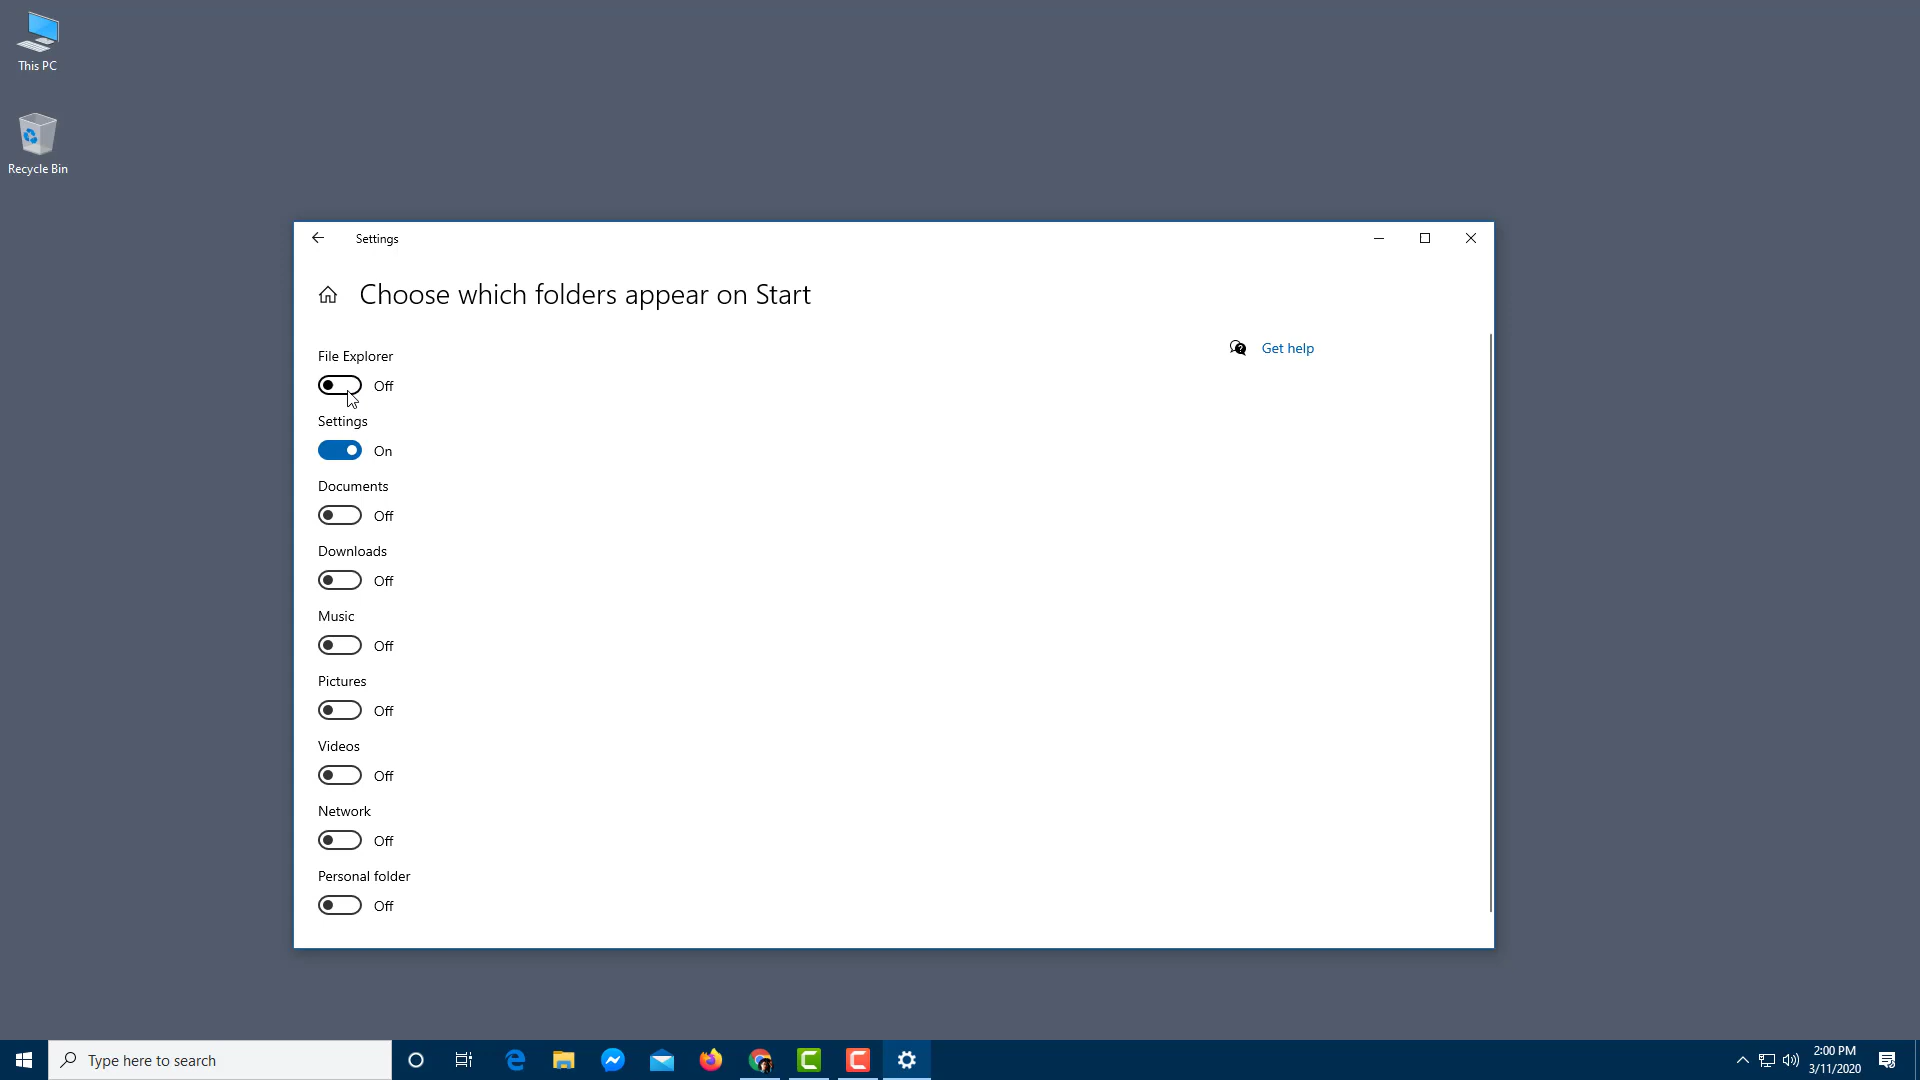 This PC
Recycle Bin
Settings
Choose which folders appear on Start
Get help
File Explorer
Off
Settings
On
Documents
Off
Downloads
Off
Music
Off
Pictures
Off
Videos
Off
Network
Off
Personal folder
Off
Type here to search
2:00 PM
3/11/2020